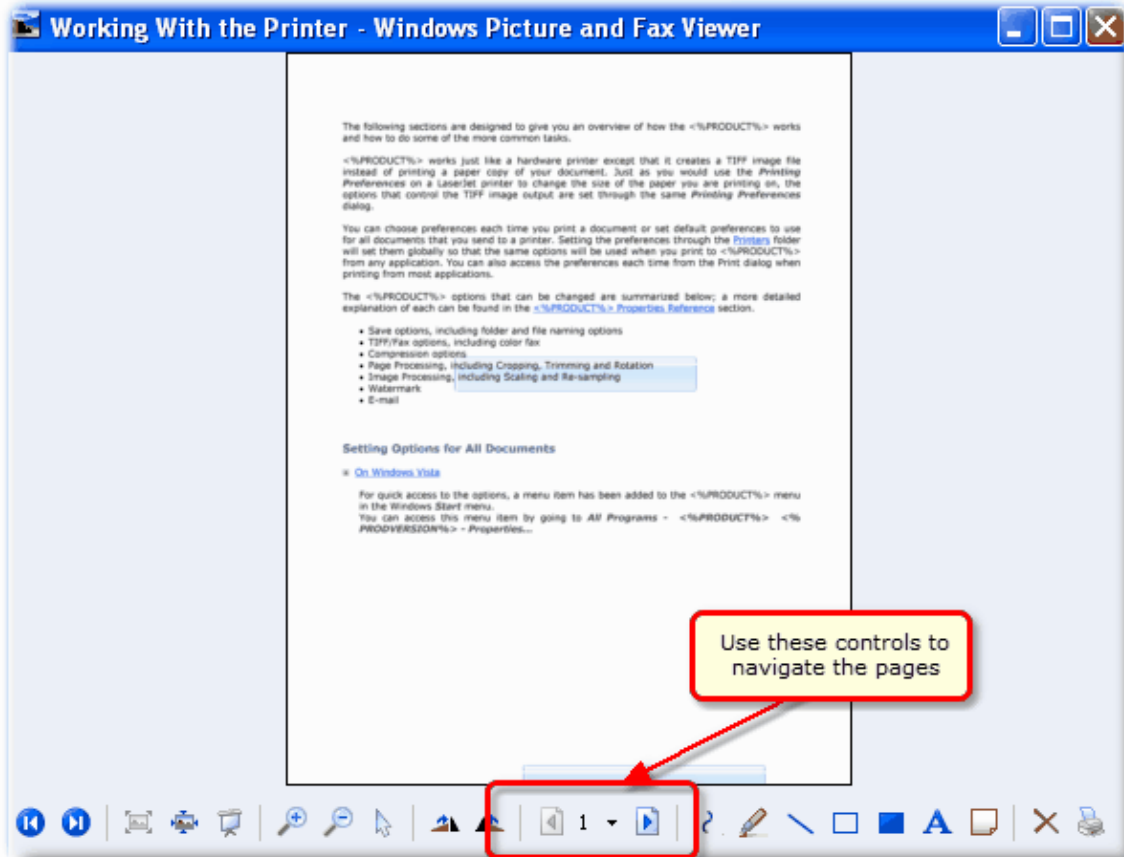 Working With the Printer - Windows Picture and Fax Viewer
The following sections are designed to give you an overview of how the <%PRODUCT%> works
and how to do some of the more common tasks.
<%PRODUCT%> works just like a hardware printer except that it creates a TIFF image file
instead of printing a paper copy of your document. Just as you would use the Printing
Preferences on a LaserJet printer to change the size of the paper you are printing on, the
options that control the TIFF image output are set through the same Printing Preferences
dialog.
You can choose preferences each time you print a document or set default preferences to use
for all documents that you send to a printer. Setting the preferences through the Printers folder
will set them globally so that the same options will be used when you print to <%PRODUCT%>
from any application. You can also access the preferences each time from the Print dialog when
printing from most applications.
The <%PRODUCT%> options that can be changed are summarized below; a more detailed
explanation of each can be found in the <%PRODUCT%> Properties Reference section.
• Save options, including folder and file naming options
• TIFF/Fax options, including color fax
• Compression options
• Page Processing, including Cropping, Trimming and Rotation
• Image Processing, including Scaling and Re-sampling
• Watermark
• E-mail
Setting Options for All Documents
On Windows Vista
For quick access to the options, a menu item has been added to the <%PRODUCT%> menu
in the Windows Start menu.
You can access this menu item by going to All Programs - <%PRODUCT%> <%
PRODVERSION%> - Properties...
Use these controls to
navigate the pages
1
A